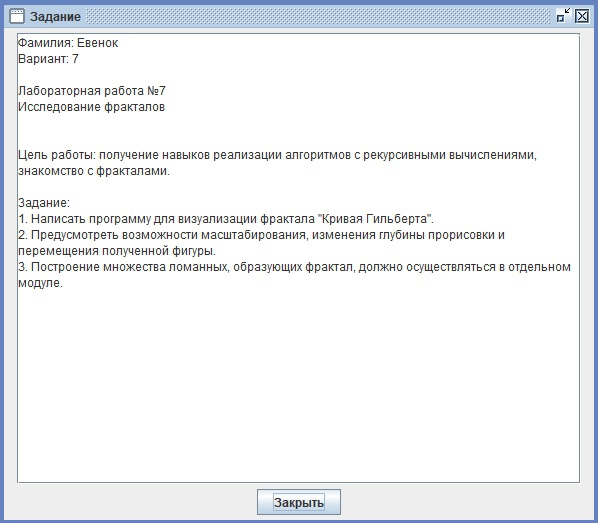 Задание
Фамилия: Евенок
Вариант: 7
Лабораторная работа №7
Исследование фракталов
Цель работы: получение навыков реализации алгоритмов с рекурсивными вычислениями,
знакомство с фракталами.
Задание:
1. Написать программу для визуализации фрактала "Кривая Гильберта".
2. Предусмотреть возможности масштабирования, изменения глубины прорисовки и
перемещения полученной фигуры.
3. Построение множества ломанных, образующих фрактал, должно осуществляться в отдельном
модуле.
Закрыть